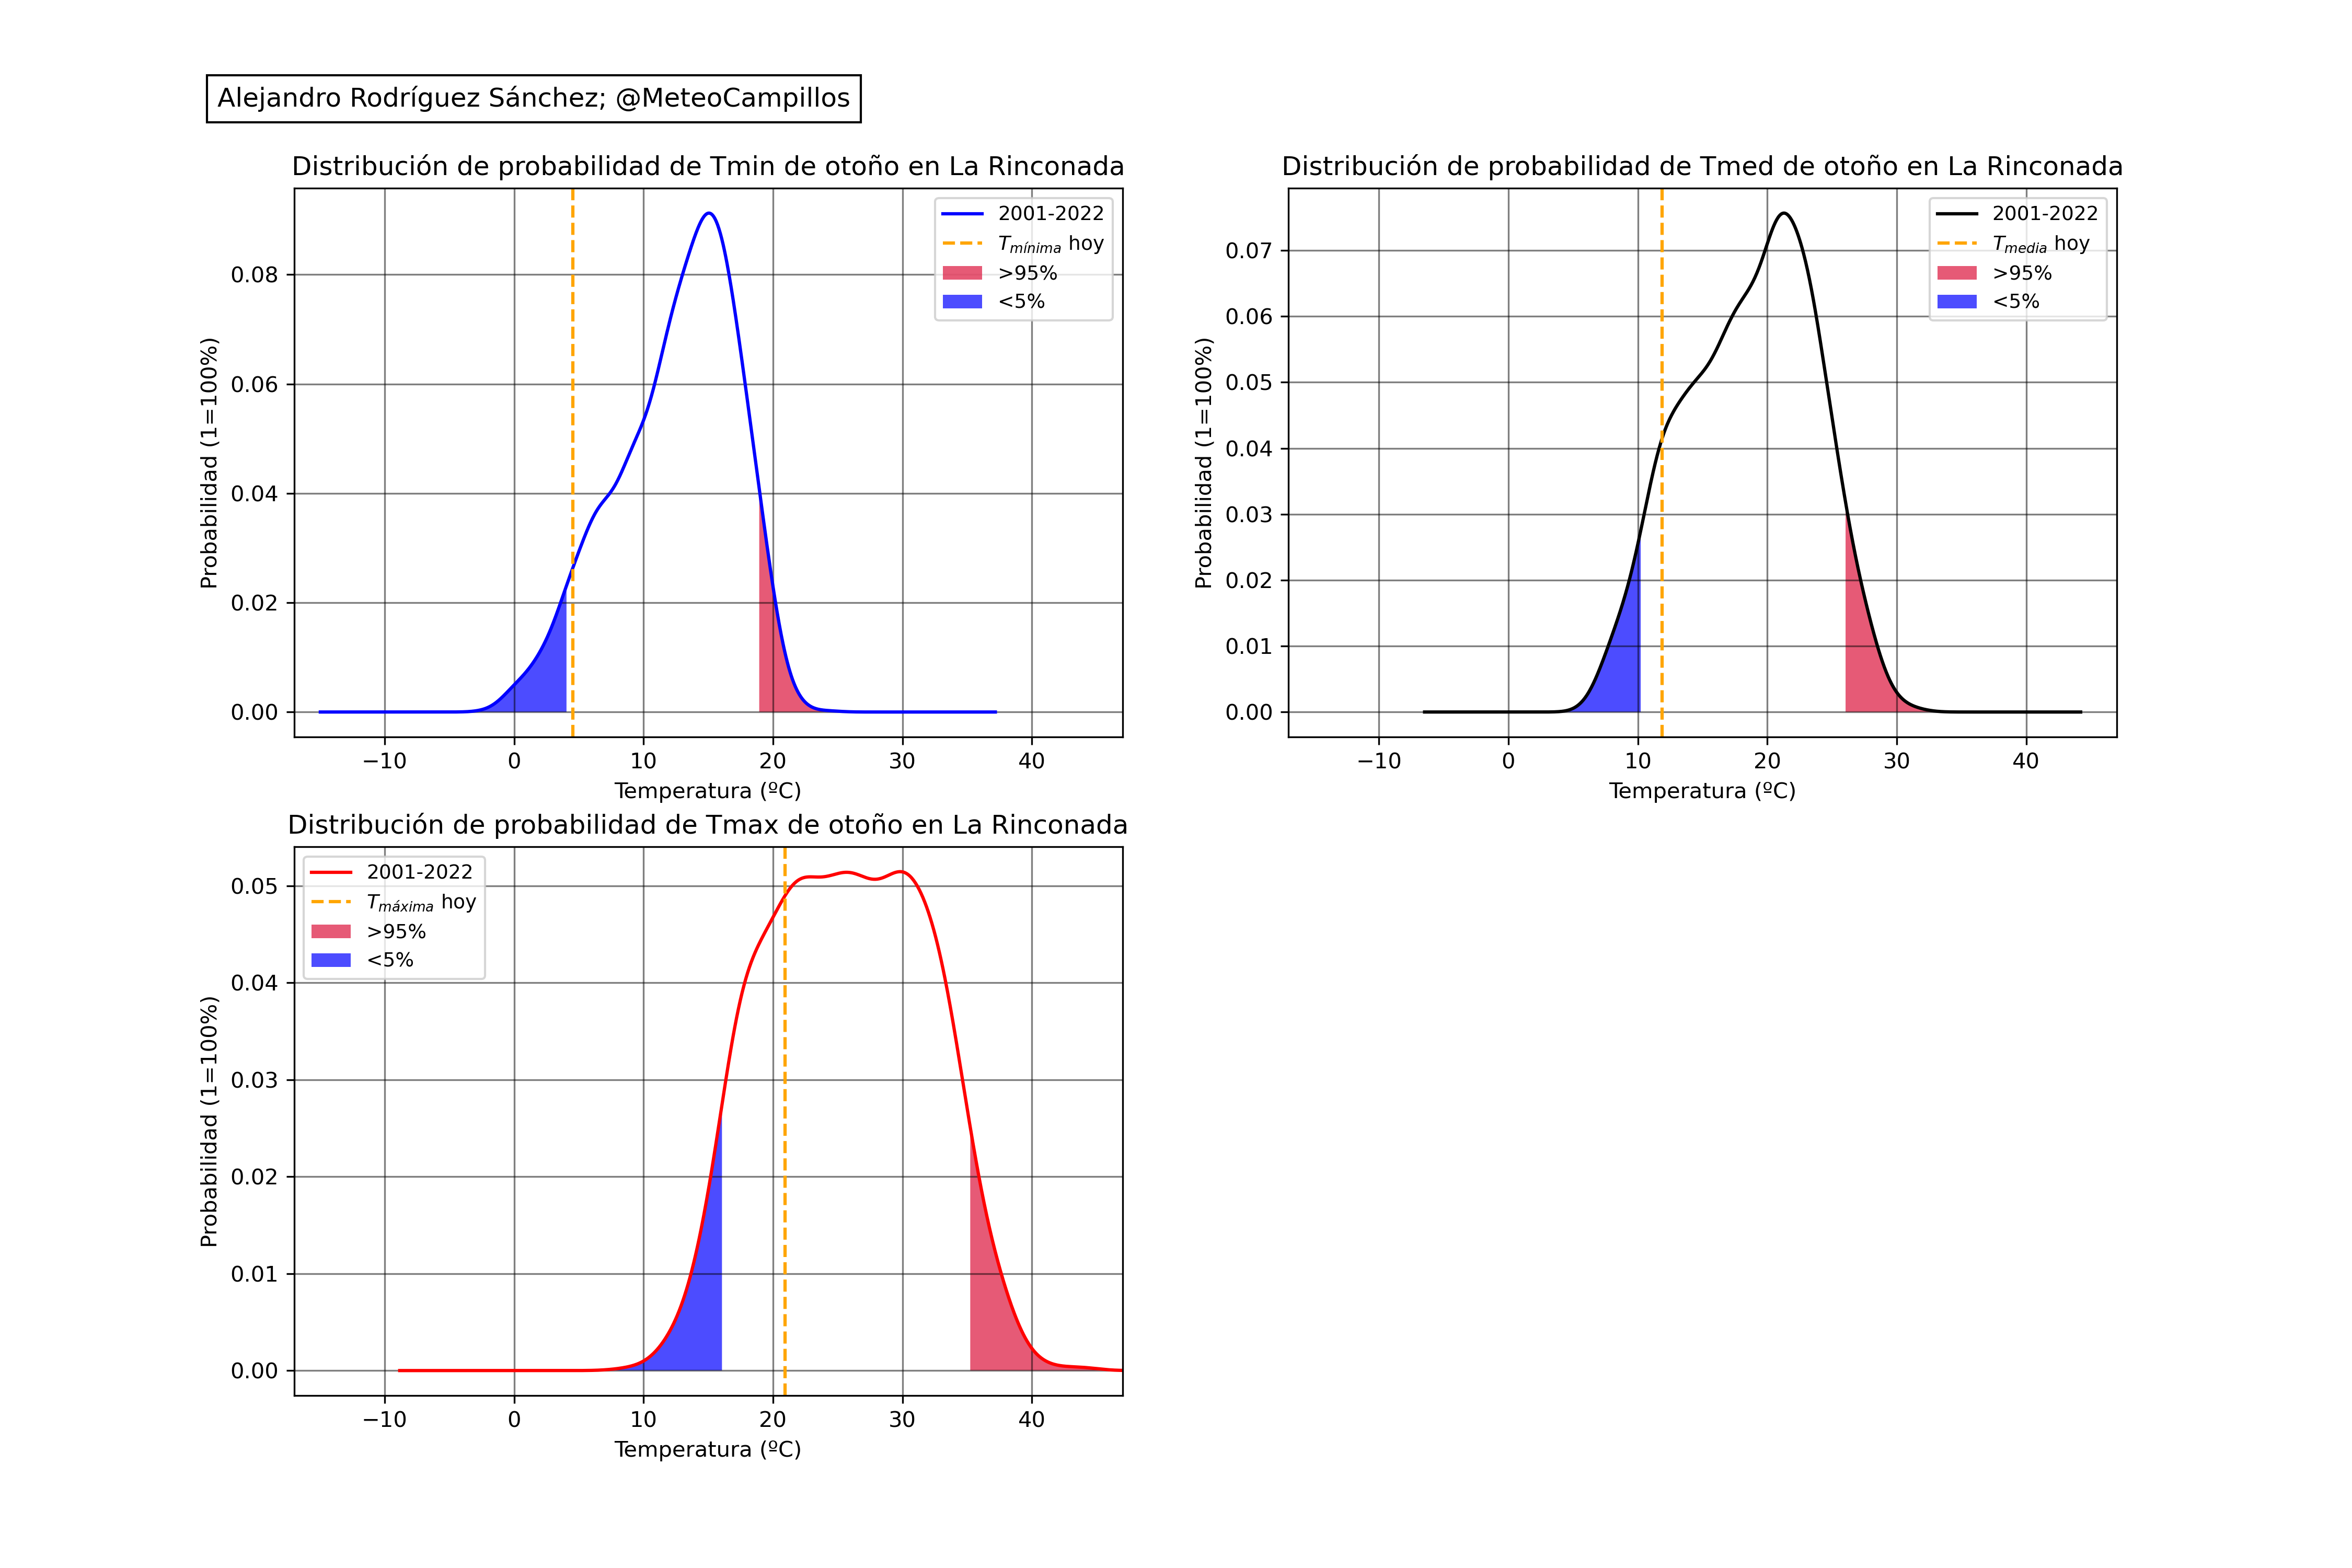 Alejandro Rodríguez Sánchez; @MeteoCampillos
Distribución de probabilidad de Tmin de otoño en La Rinconada
Probabilidad (1=100%)
0.08
0.06
0.04
0.02
0.00
2001-2022
Tmínima hoy
>95%
<5%
−10 0 10 20 30 40
Temperatura (ºC)
Distribución de probabilidad de Tmed de otoño en La Rinconada
Probabilidad (1=100%)
0.07
0.06
0.05
0.04
0.03
0.02
0.01
0.00
2001-2022
Tmedia hoy
>95%
<5%
−10 0 10 20 30 40
Temperatura (ºC)
Distribución de probabilidad de Tmax de otoño en La Rinconada
Probabilidad (1=100%)
0.05
0.04
0.03
0.02
0.01
0.00
2001-2022
Tmáxima hoy
>95%
<5%
−10 0 10 20 30 40
Temperatura (ºC)